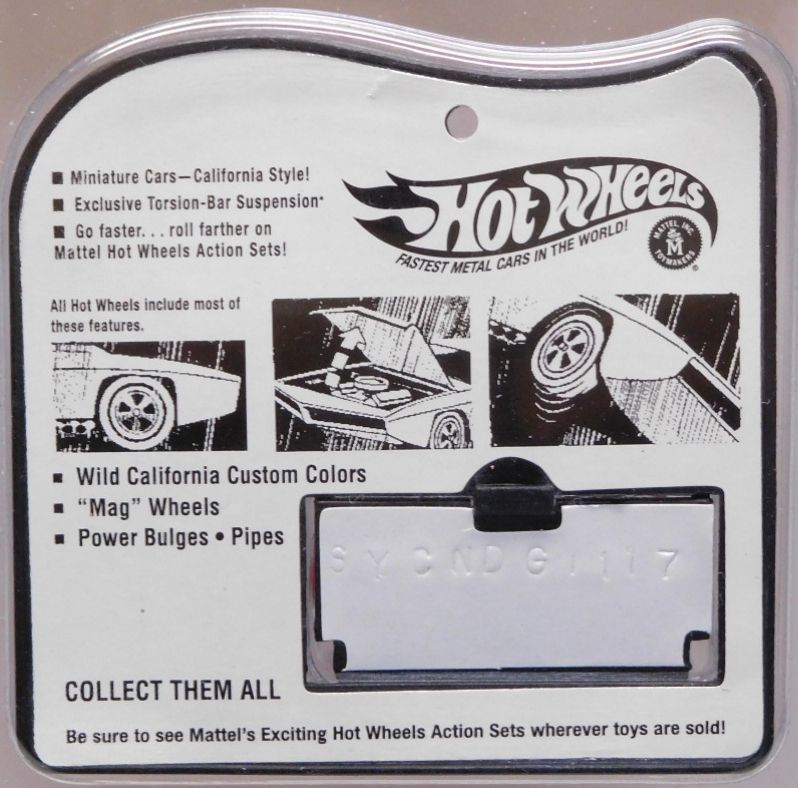 ■ Miniature Cars—California Style!
■ Exclusive Torsion-Bar Suspension*
■ Go faster. . . roll farther on
Mattel Hot Wheels Action Sets!
HOT WHEELS
FASTEST METAL CARS IN THE WORLD!
MATTEL, INC.
M
TOYMAKERS
®
All Hot Wheels include most of
these features.
■ Wild California Custom Colors
■ “Mag” Wheels
■ Power Bulges • Pipes
SYCNDG1117
COLLECT THEM ALL
Be sure to see Mattel's Exciting Hot Wheels Action Sets wherever toys are sold!